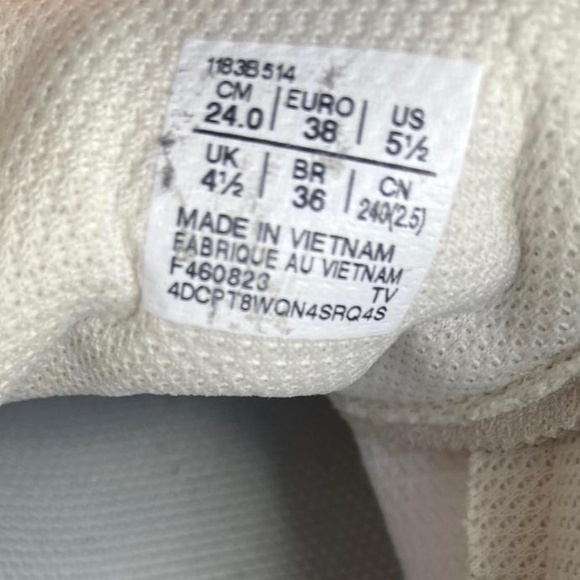 1183B514
CM | EURO | US
24.0 | 38 | 5½
UK | BR | CN
4½ | 36 | 240(2.5)
MADE IN VIETNAM
FABRIQUE AU VIETNAM
F460823 TV
4DCPT8WQN4SRQ4S